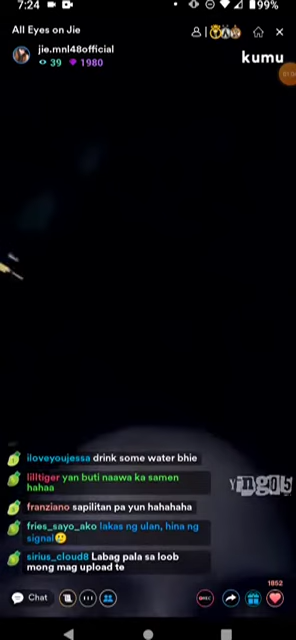 7:24
99%
All Eyes on Jie
jie.mnl48official
39 1980
kumu
iloveyoujessa drink some water bhie
lilltiger yan buti naawa ka samen
hahaa
franziano sapilitan pa yun hahahaha
fries_sayo_ako lakas ng ulan, hina ng
signal
sirius_cloud8 Labag pala sa loob
mong mag upload te
1852
Chat